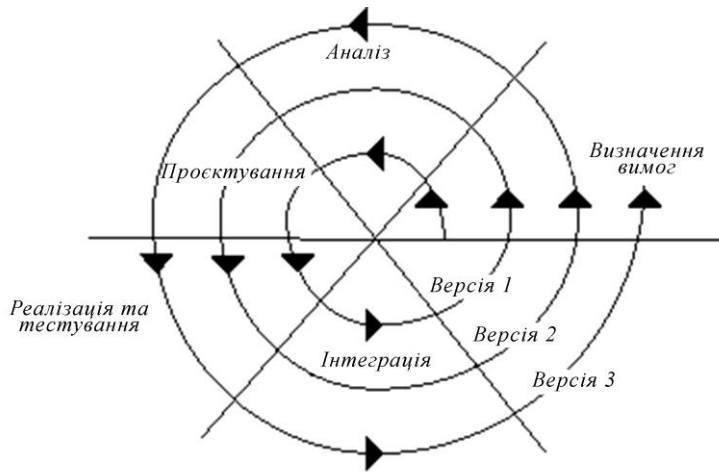 Аналіз
Проєктування
Визначення
вимог
Реалізація та
тестування
Версія 1
Версія 2
Інтеграція
Версія 3